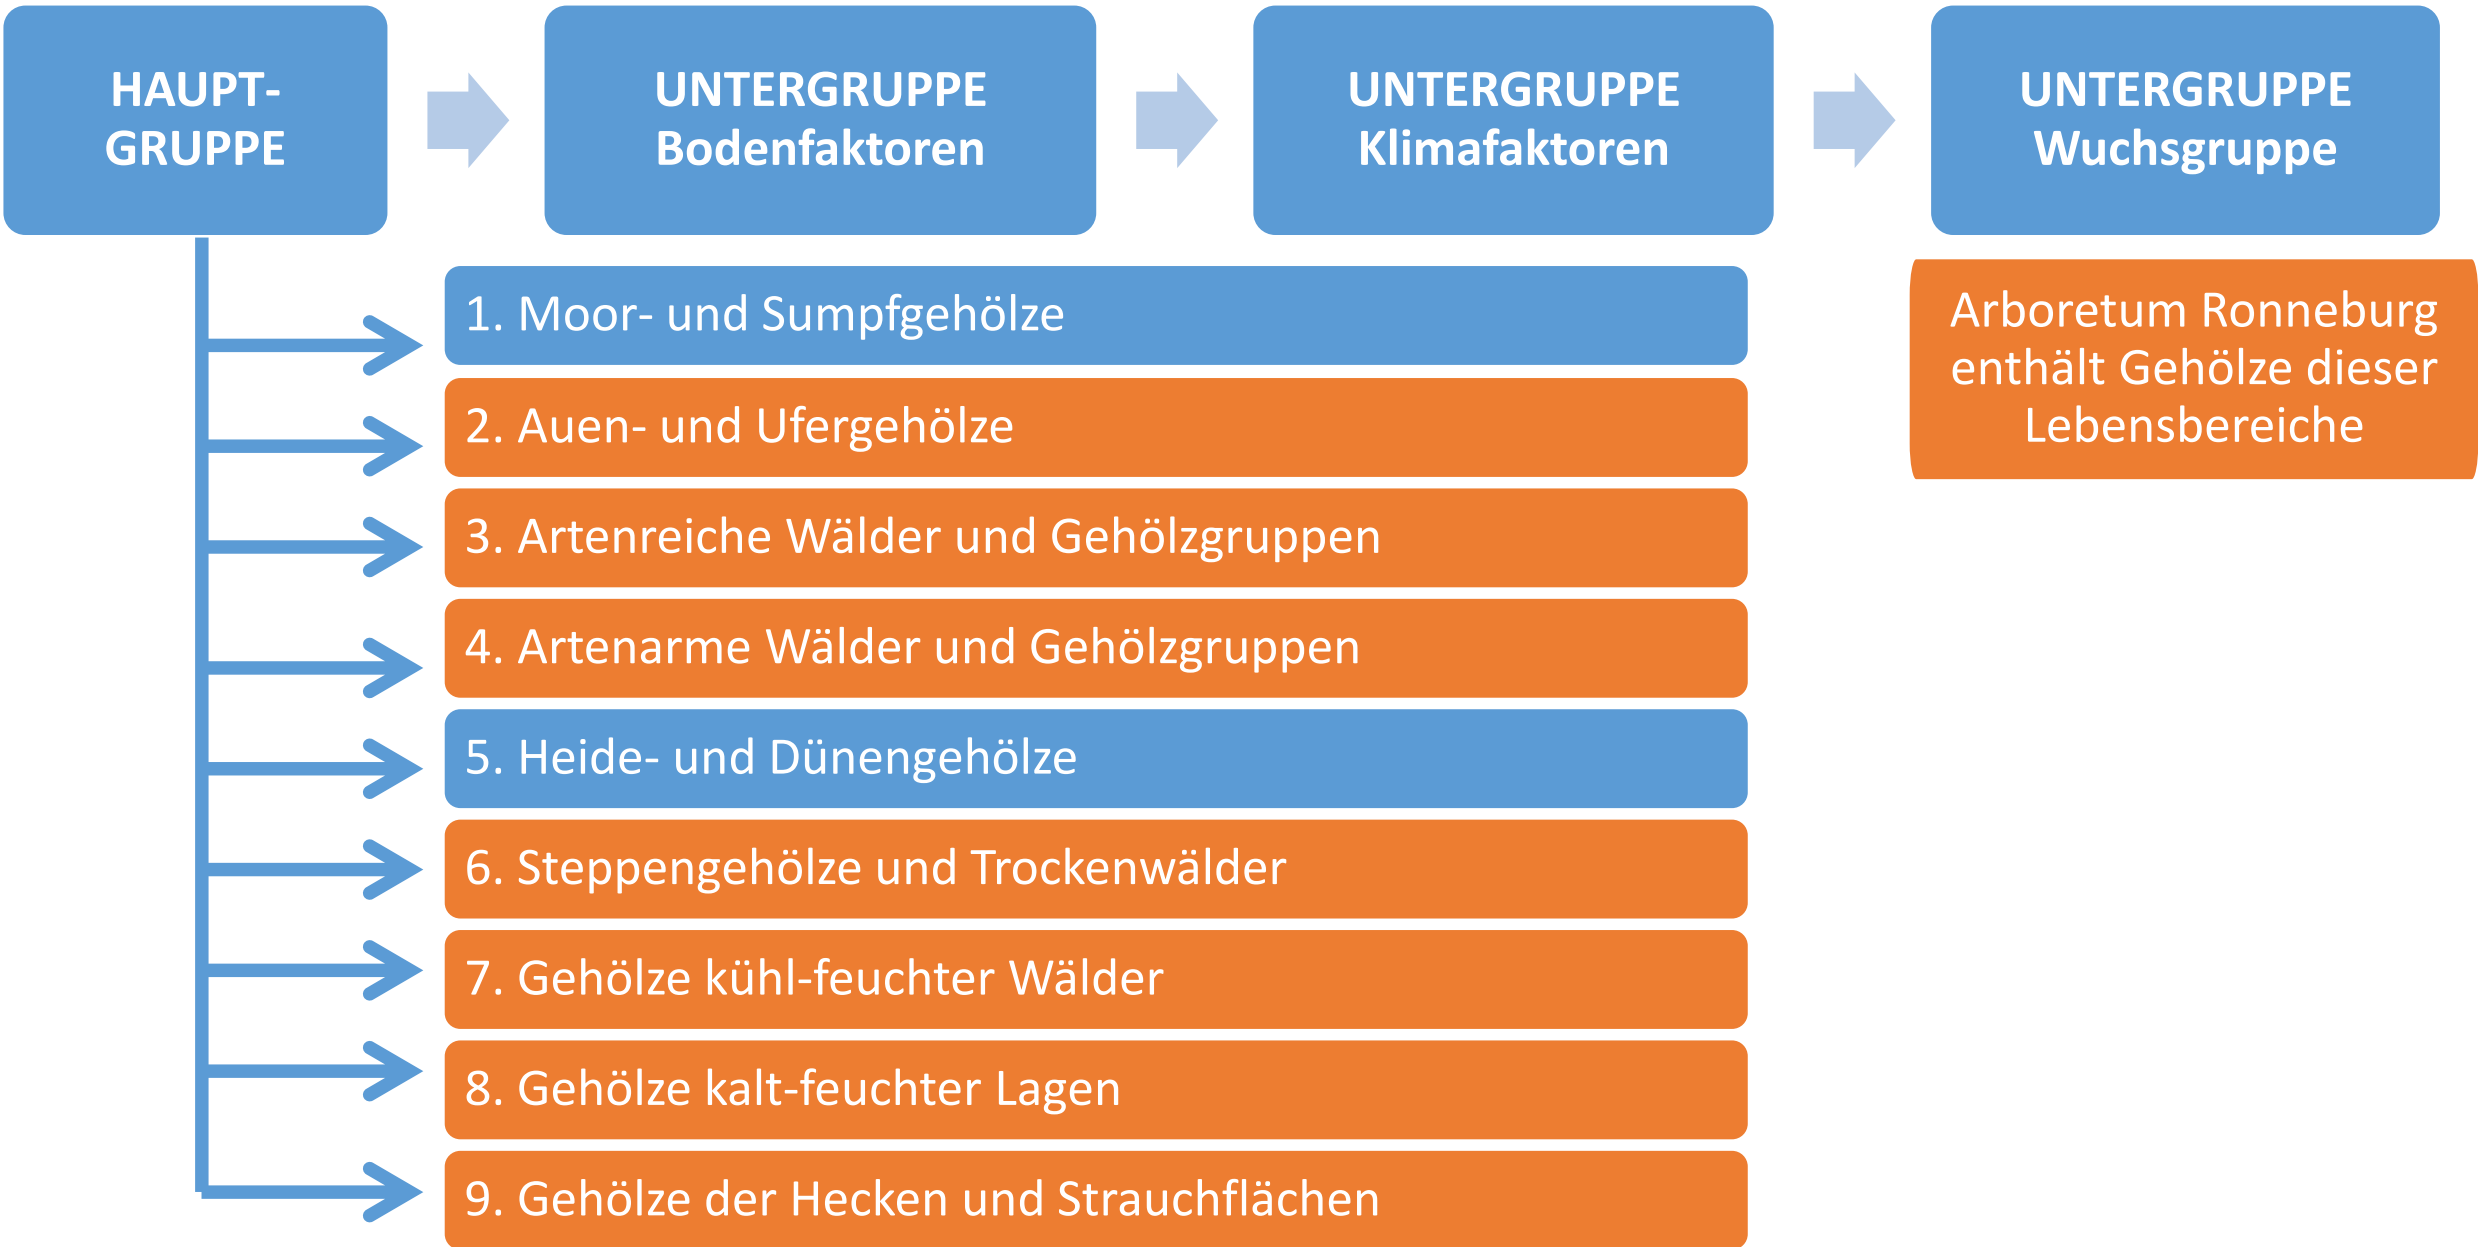 HAUPT-
GRUPPE
UNTERGRUPPE
Bodenfaktoren
UNTERGRUPPE
Klimafaktoren
UNTERGRUPPE
Wuchsgruppe
1. Moor- und Sumpfgehölze
2. Auen- und Ufergehölze
3. Artenreiche Wälder und Gehölzgruppen
4. Artenarme Wälder und Gehölzgruppen
5. Heide- und Dünengehölze
6. Steppengehölze und Trockenwälder
7. Gehölze kühl-feuchter Wälder
8. Gehölze kalt-feuchter Lagen
9. Gehölze der Hecken und Strauchflächen
Arboretum Ronneburg
enthält Gehölze dieser
Lebensbereiche